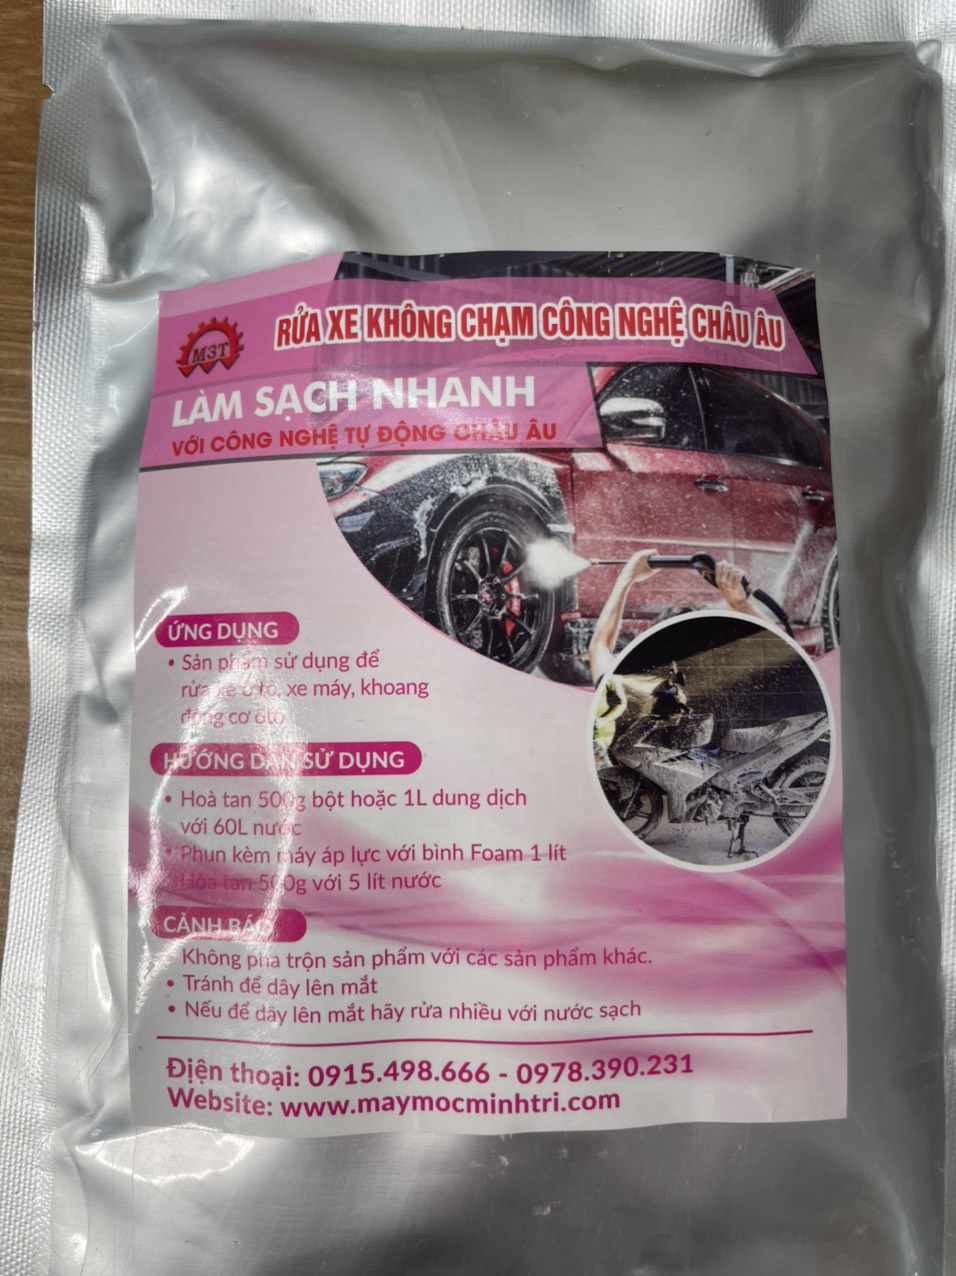 M3T
RỬA XE KHÔNG CHẠM CÔNG NGHỆ CHÂU ÂU
LÀM SẠCH NHANH
VỚI CÔNG NGHỆ TỰ ĐỘNG CHÂU ÂU
ỨNG DỤNG
• Sản phẩm sử dụng để
rửa xe ô tô, xe máy, khoang
động cơ ôtô
HƯỚNG DẪN SỬ DỤNG
• Hoà tan 500g bột hoặc 1L dung dịch
với 60L nước
• Phun kèm máy áp lực với bình Foam 1 lít
• Hòa tan 500g với 5 lít nước
CẢNH BÁO
• Không pha trộn sản phẩm với các sản phẩm khác.
• Tránh để dây lên mắt
• Nếu để dây lên mắt hãy rửa nhiều với nước sạch
Điện thoại: 0915.498.666 - 0978.390.231
Website: www.maymocminhtri.com